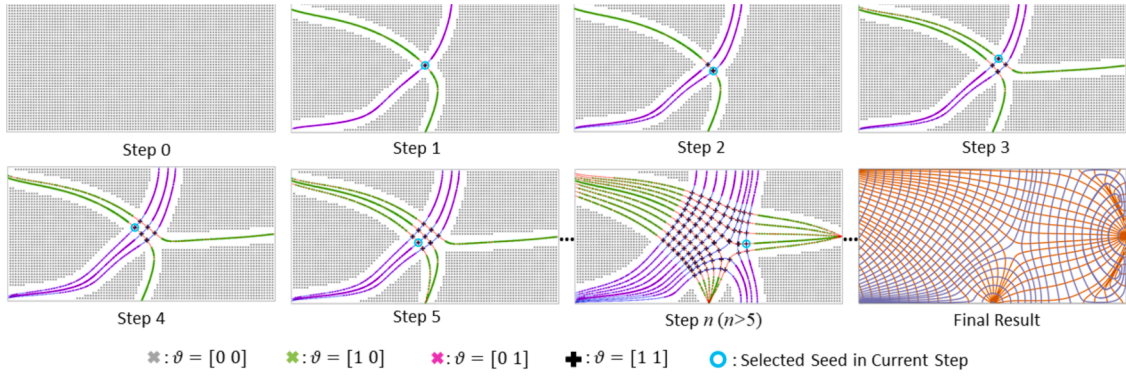 Step 0
Step 1
Step 2
Step 3
Step 4
Step 5
Step n (n>5)
Final Result
: ϑ = [0 0]
: ϑ = [1 0]
: ϑ = [0 1]
: ϑ = [1 1]
: Selected Seed in Current Step